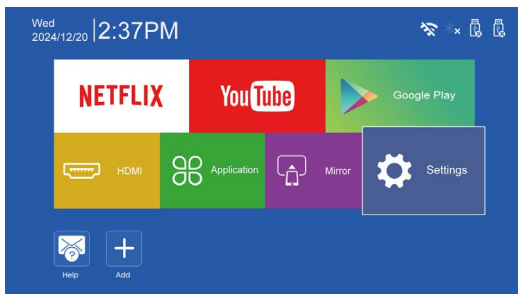 Wed
2024/12/20 2:37PM
NETFLIX
YouTube
Google Play
HDMI
Application
Mirror
Settings
Help
Add